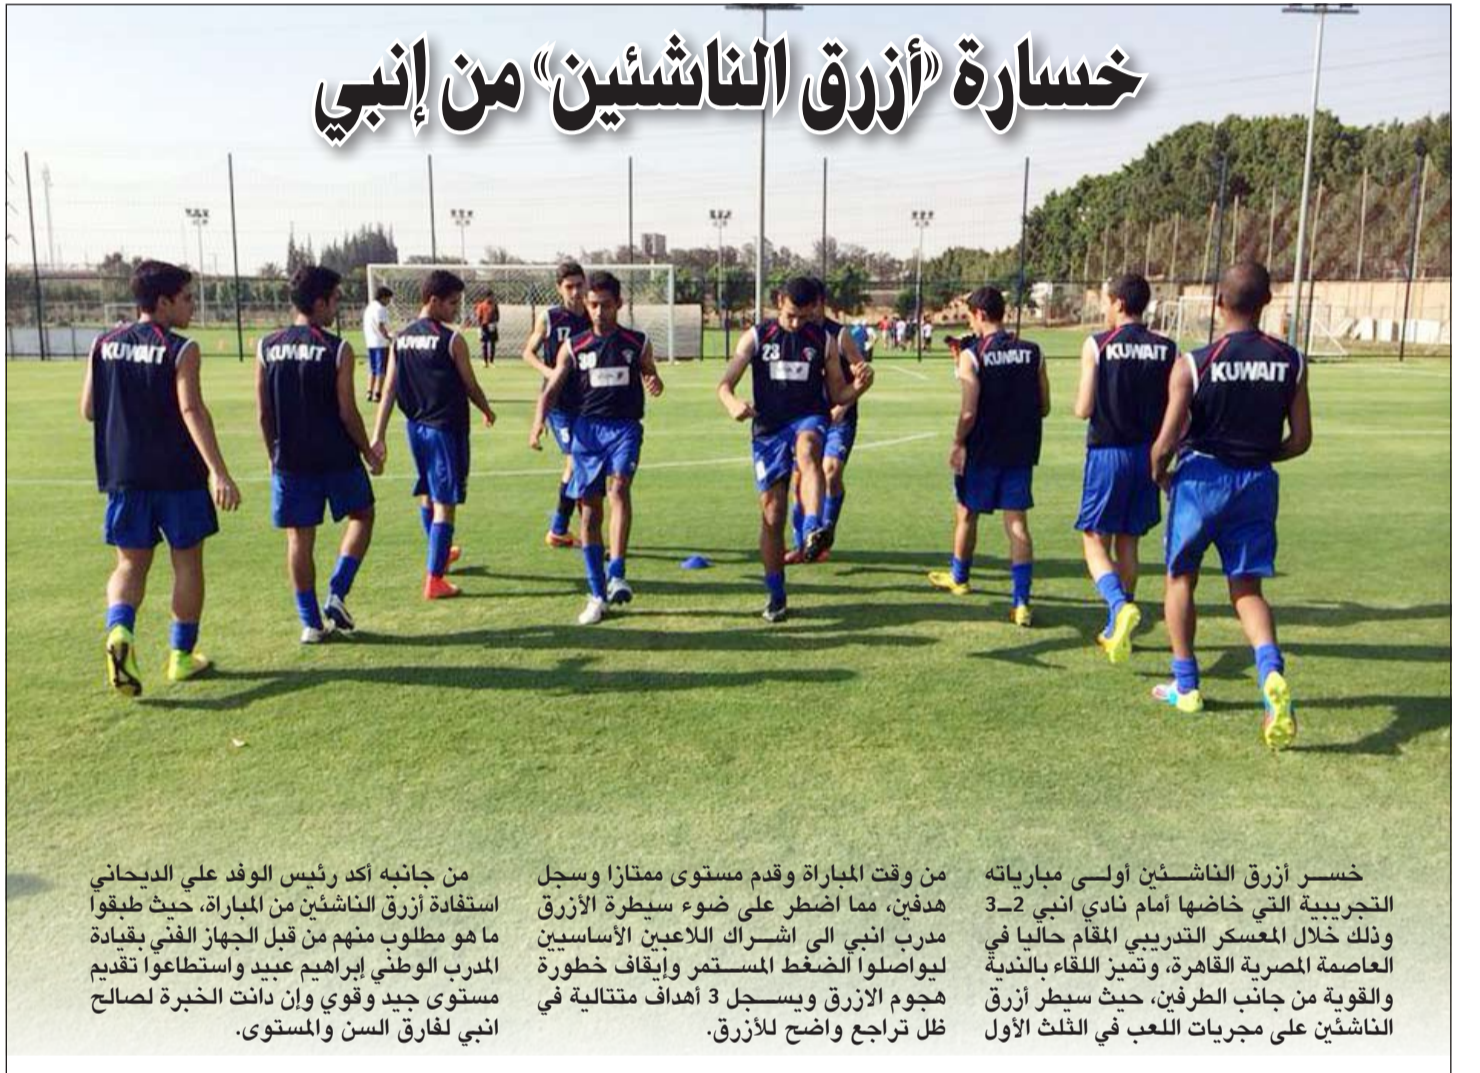 خسارة «أزرق الناشئين» من إنبي
KUWAIT
KUWAIT
KUWAIT
17
30
23
KUWAIT
KUWAIT
KUWAIT
خسر أزرق الناشئين أولى مبارياته
التجريبية التي خاضها أمام نادي انبي 2-3
وذلك خلال المعسكر التدريبي المقام حاليا في
العاصمة المصرية القاهرة، وتميز اللقاء بالندية
والقوية من جانب الطرفين، حيث سيطر أزرق
الناشئين على مجريات اللعب في الثلث الأول
من وقت المباراة وقدم مستوى ممتازا وسجل
هدفين، مما اضطر على ضوء سيطرة الأزرق
مدرب انبي الى اشراك اللاعبين الأساسيين
ليواصلوا الضغط المستمر وإيقاف خطورة
هجوم الازرق ويسجل 3 أهداف متتالية في
ظل تراجع واضح للأزرق.
من جانبه أكد رئيس الوفد علي الديحاني
استفادة أزرق الناشئين من المباراة، حيث طبقوا
ما هو مطلوب منهم من قبل الجهاز الفني بقيادة
المدرب الوطني إبراهيم عبيد واستطاعوا تقديم
مستوى جيد وقوي وإن دانت الخبرة لصالح
انبي لفارق السن والمستوى.